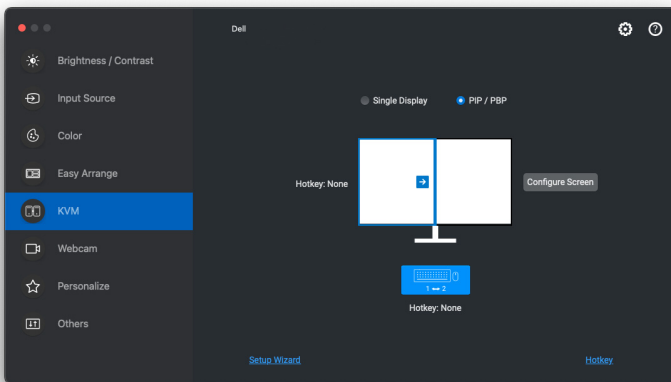 Dell
Brightness / Contrast
Input Source
Color
Easy Arrange
KVM
Webcam
Personalize
Others
Single Display
PIP / PBP
Hotkey: None
Configure Screen
1 ↔ 2
Hotkey: None
Setup Wizard
Hotkey